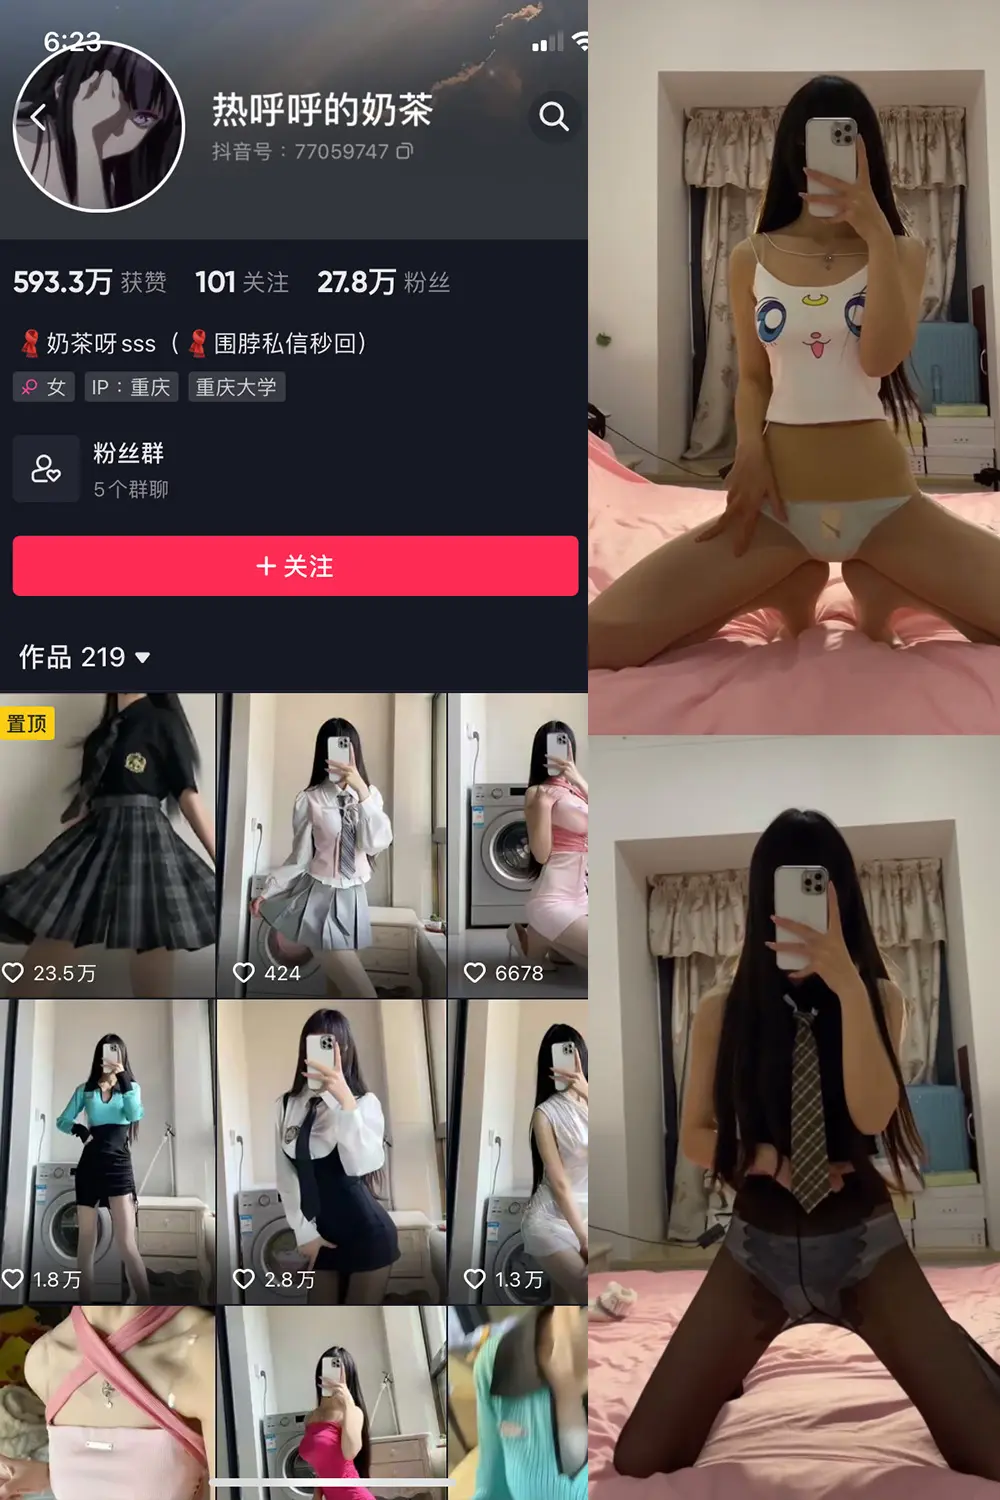 6:23
热呼呼的奶茶
抖音号：77059747
593.3万 获赞 101 关注 27.8万 粉丝
🧣奶茶呀sss（🧣围脖私信秒回）
女 IP：重庆 重庆大学
粉丝群
5个群聊
+ 关注
作品 219
置顶
23.5万
424
6678
1.8万
2.8万
1.3万